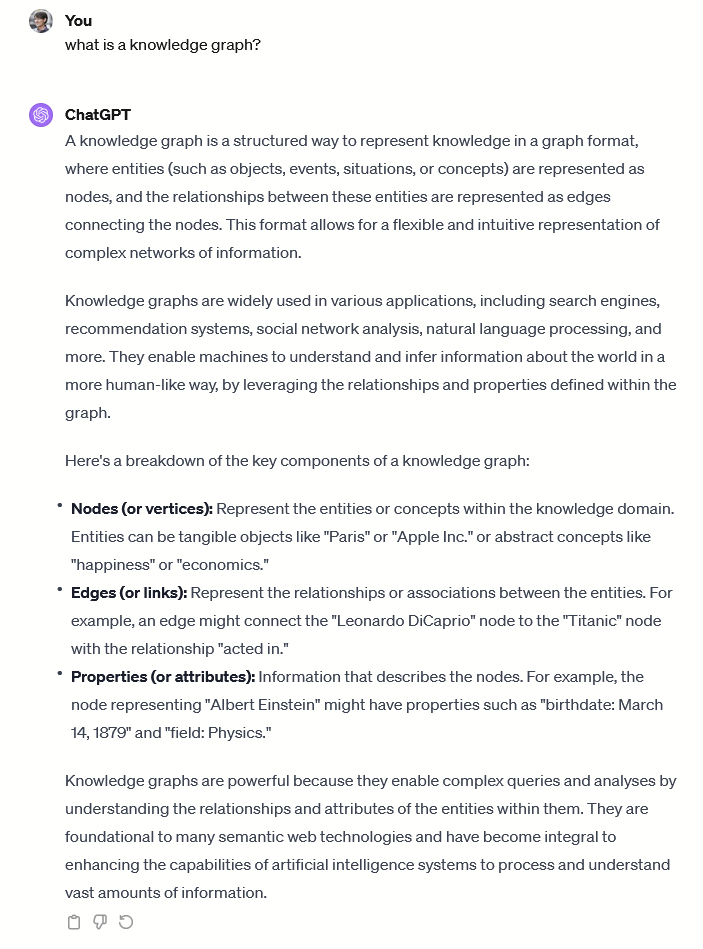 You
what is a knowledge graph?
ChatGPT
A knowledge graph is a structured way to represent knowledge in a graph format,
where entities (such as objects, events, situations, or concepts) are represented as
nodes, and the relationships between these entities are represented as edges
connecting the nodes. This format allows for a flexible and intuitive representation of
complex networks of information.
Knowledge graphs are widely used in various applications, including search engines,
recommendation systems, social network analysis, natural language processing, and
more. They enable machines to understand and infer information about the world in a
more human-like way, by leveraging the relationships and properties defined within the
graph.
Here's a breakdown of the key components of a knowledge graph:
• Nodes (or vertices): Represent the entities or concepts within the knowledge domain.
Entities can be tangible objects like "Paris" or "Apple Inc." or abstract concepts like
"happiness" or "economics."
• Edges (or links): Represent the relationships or associations between the entities. For
example, an edge might connect the "Leonardo DiCaprio" node to the "Titanic" node
with the relationship "acted in."
• Properties (or attributes): Information that describes the nodes. For example, the
node representing "Albert Einstein" might have properties such as "birthdate: March
14, 1879" and "field: Physics."
Knowledge graphs are powerful because they enable complex queries and analyses by
understanding the relationships and attributes of the entities within them. They are
foundational to many semantic web technologies and have become integral to
enhancing the capabilities of artificial intelligence systems to process and understand
vast amounts of information.